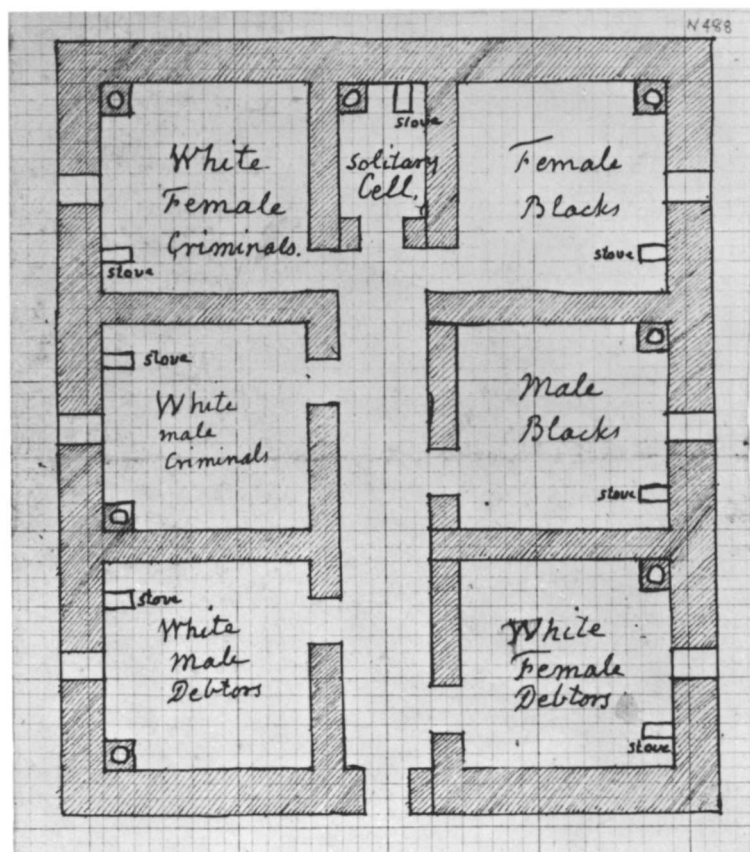 N488
White
Female
Criminals.
stove
stove
Solitary
Cell,
Female
Blacks
stove
stove
White
male
Criminals
Male
Blacks
stove
stove
White
Male
Debtors
White
Female
Debtors
stove